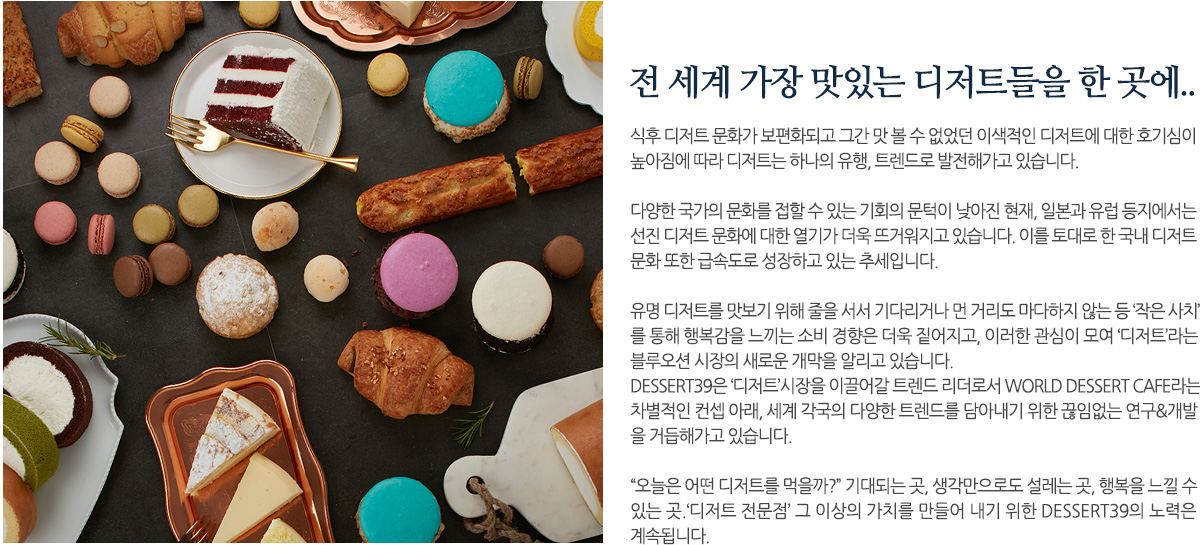 전 세계 가장 맛있는 디저트들을 한 곳에..
식후 디저트 문화가 보편화되고 그간 맛 볼 수 없었던 이색적인 디저트에 대한 호기심이
높아짐에 따라 디저트는 하나의 유행, 트렌드로 발전해가고 있습니다.
다양한 국가의 문화를 접할 수 있는 기회의 문턱이 낮아진 현재, 일본과 유럽 등지에서는
선진 디저트 문화에 대한 열기가 더욱 뜨거워지고 있습니다. 이를 토대로 한 국내 디저트
문화 또한 급속도로 성장하고 있는 추세입니다.
유명 디저트를 맛보기 위해 줄을 서서 기다리거나 먼 거리도 마다하지 않는 등 ‘작은 사치’
를 통해 행복감을 느끼는 소비 경향은 더욱 짙어지고, 이러한 관심이 모여 ‘디저트’라는
블루오션 시장의 새로운 개막을 알리고 있습니다.
DESSERT39은 ‘디저트’시장을 이끌어갈 트렌드 리더로서 WORLD DESSERT CAFE라는
차별적인 컨셉 아래, 세계 각국의 다양한 트렌드를 담아내기 위한 끊임없는 연구&개발
을 거듭해가고 있습니다.
“오늘은 어떤 디저트를 먹을까?” 기대되는 곳, 생각만으로도 설레는 곳, 행복을 느낄 수
있는 곳.‘디저트 전문점’ 그 이상의 가치를 만들어 내기 위한 DESSERT39의 노력은
계속됩니다.